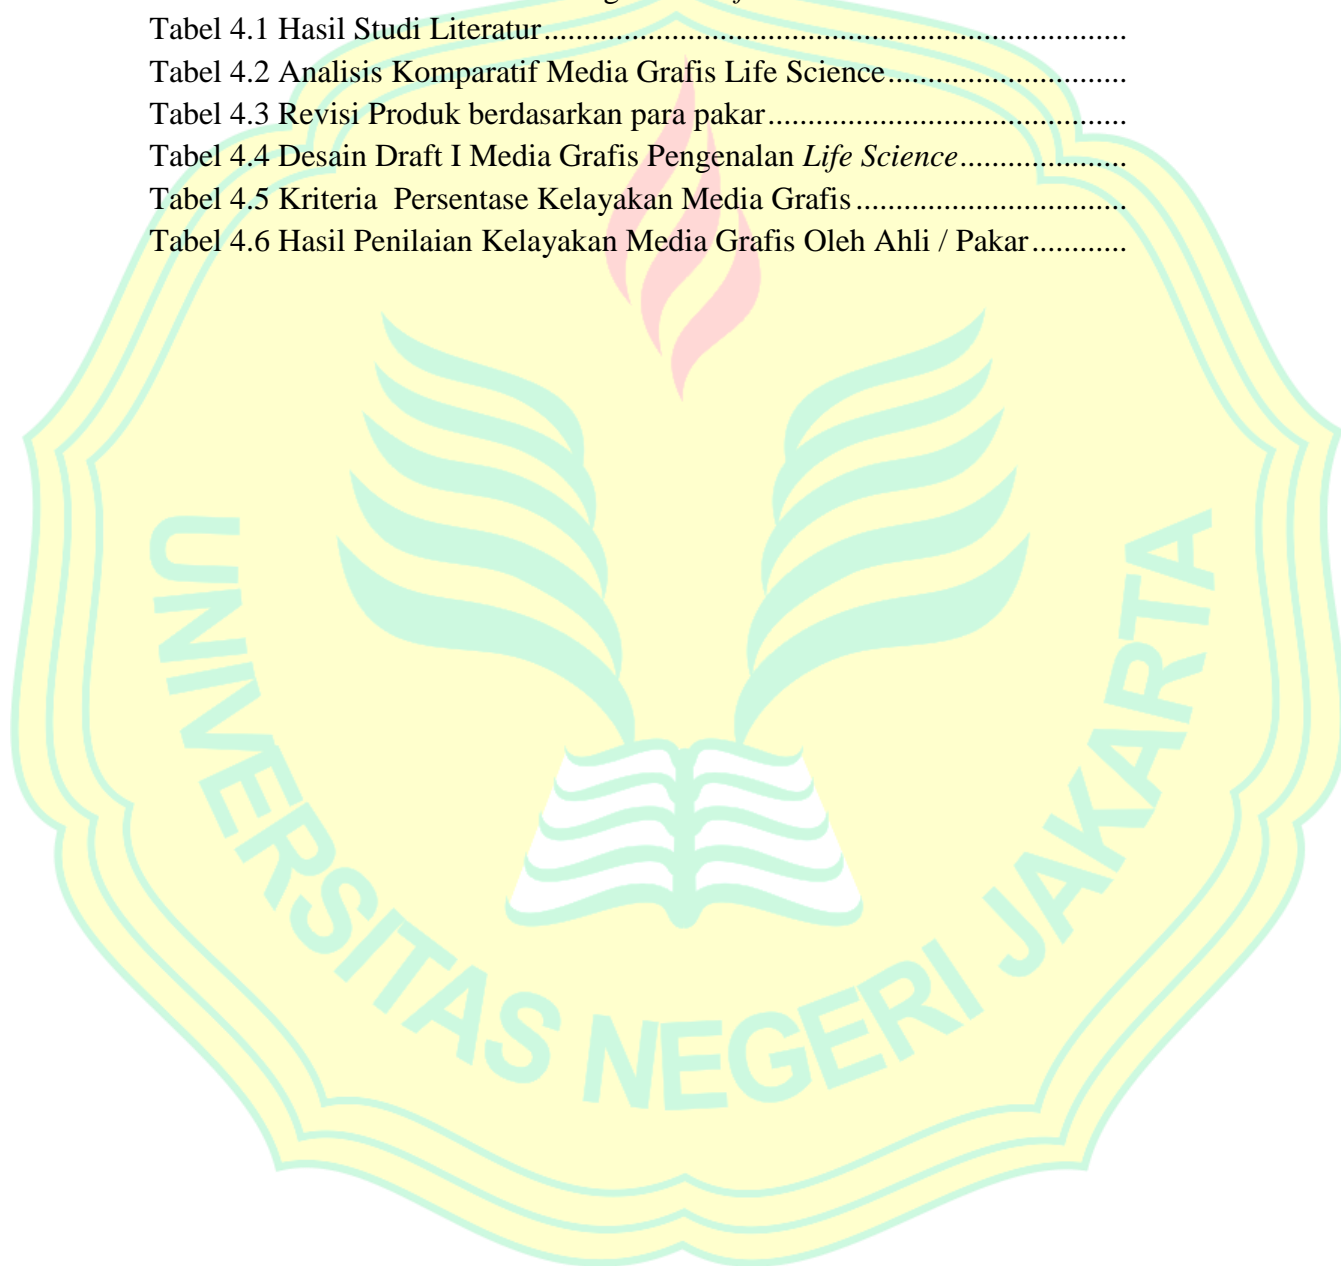 Tabel 4.1 Hasil Studi Literatur.........................................................................
Tabel 4.2 Analisis Komparatif Media Grafis Life Science..............................
Tabel 4.3 Revisi Produk berdasarkan para pakar.............................................
Tabel 4.4 Desain Draft I Media Grafis Pengenalan Life Science.....................
Tabel 4.5 Kriteria  Persentase Kelayakan Media Grafis..................................
Tabel 4.6 Hasil Penilaian Kelayakan Media Grafis Oleh Ahli / Pakar............
UNIVERSITAS NEGERI JAKARTA